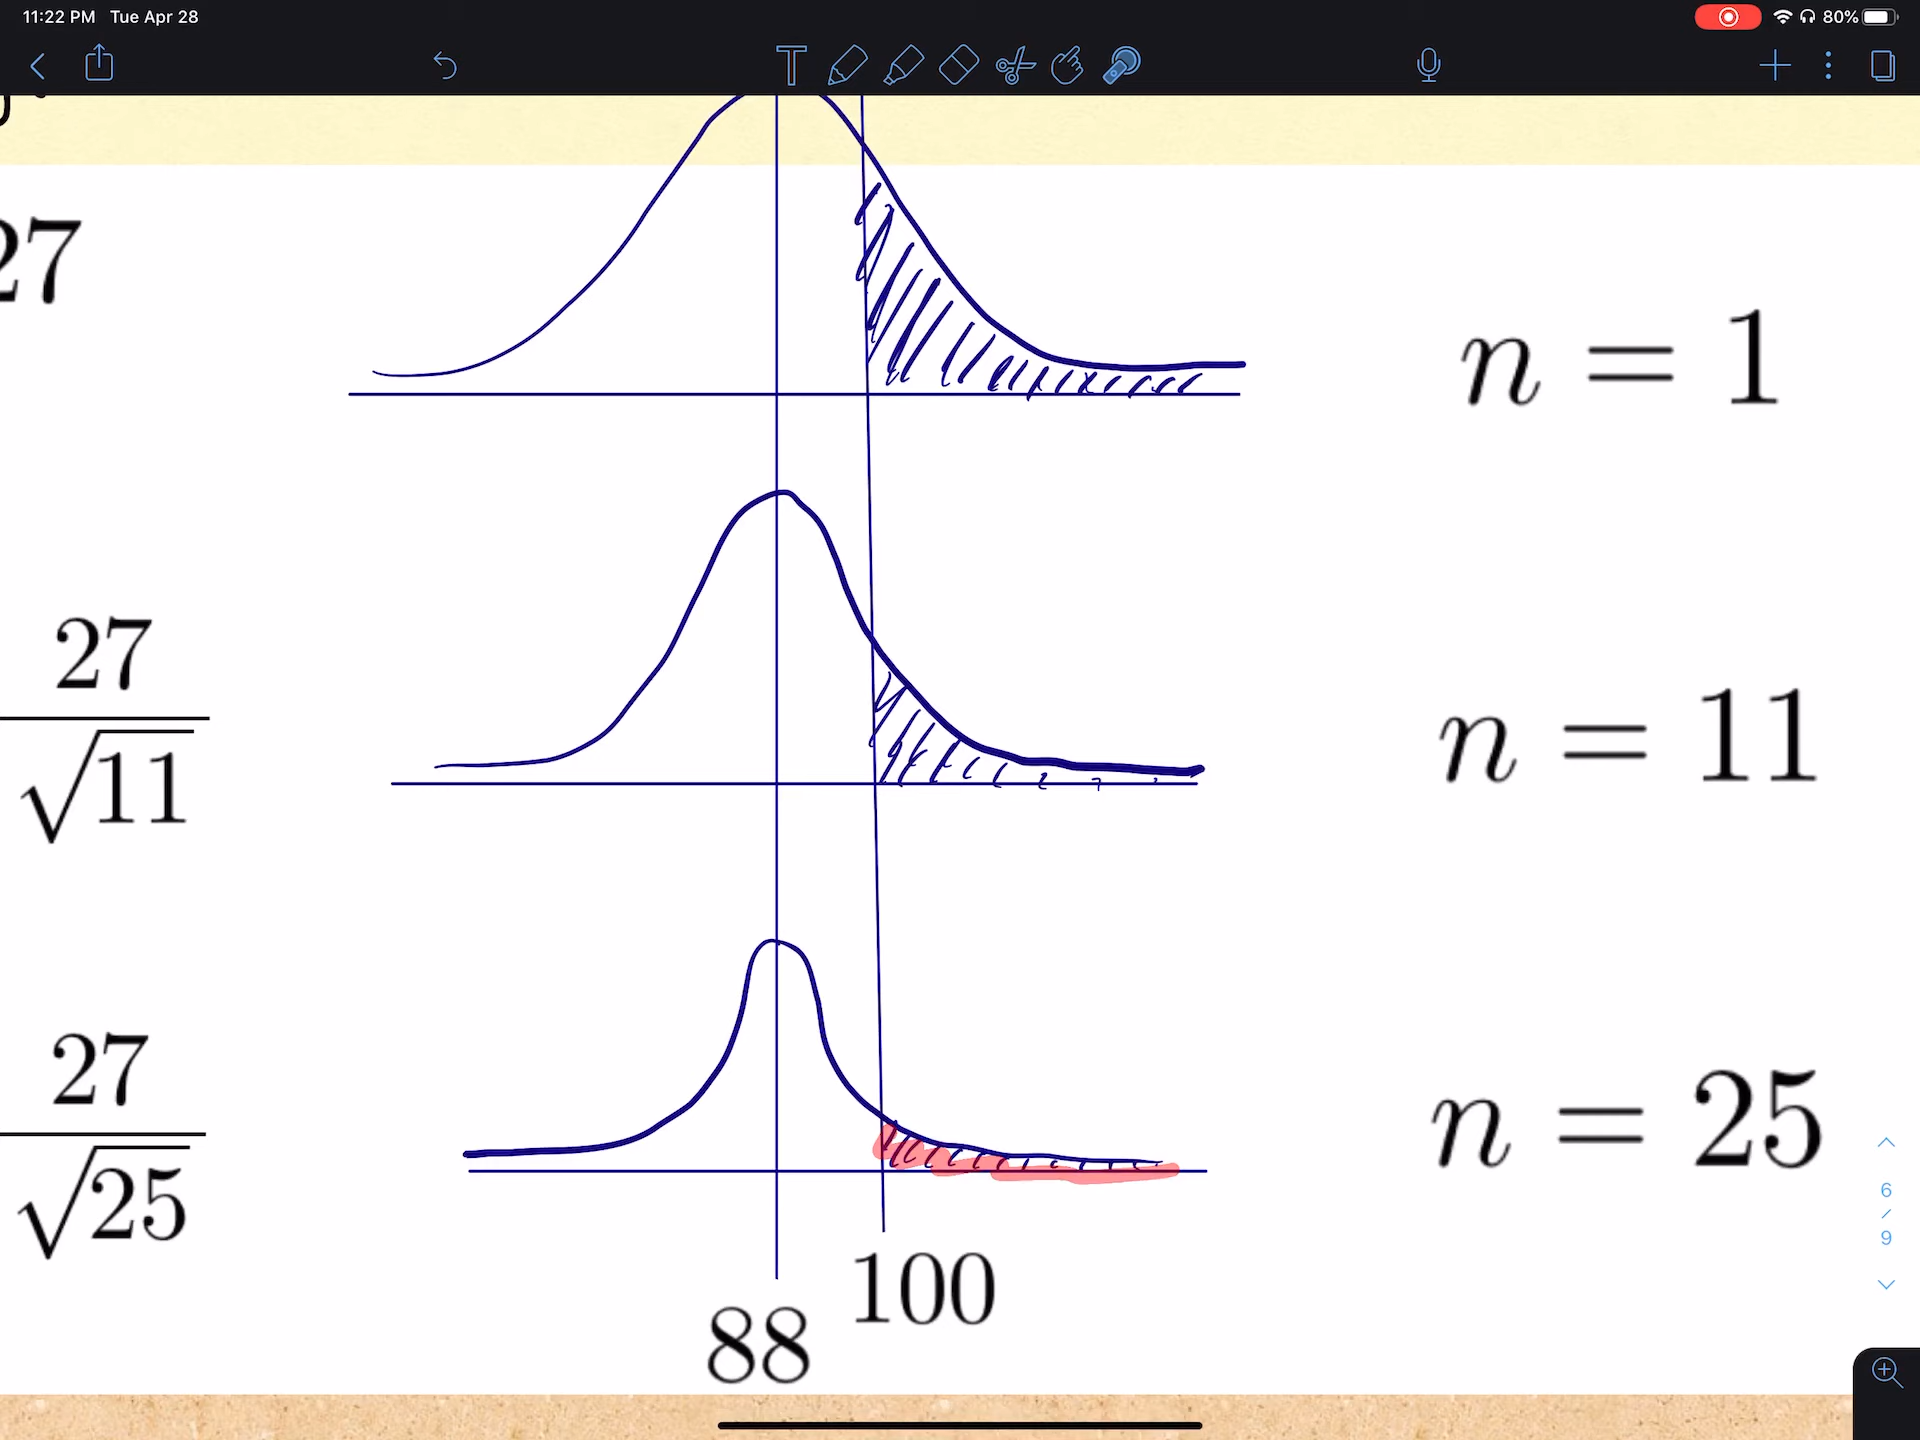 11:22 PM Tue Apr 28
80%
27
n = 1
27
√11
n = 11
27
√25
n = 25
6
/
9
100
88